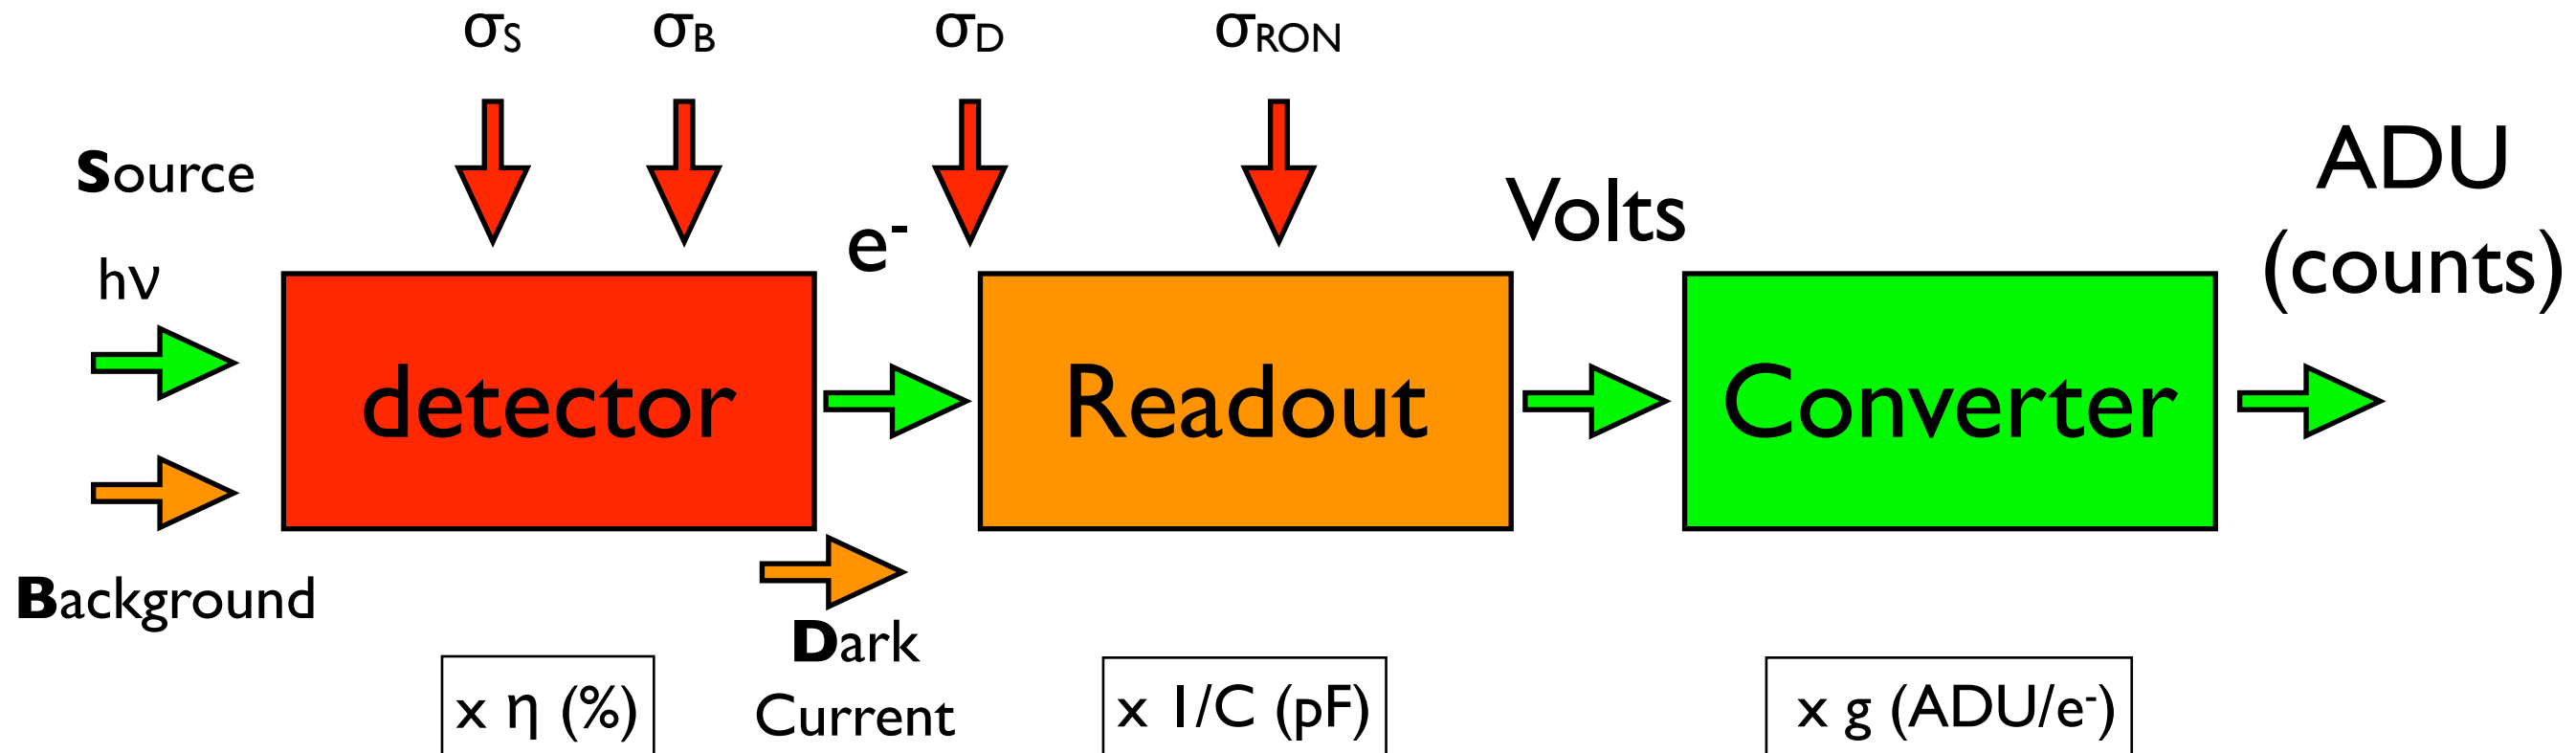 σS σB σD σRON
Source
hν
Background
detector
e-
Dark
Current
Readout
Volts
Converter
ADU
(counts)
x η (%)
x 1/C (pF)
x g (ADU/e-)